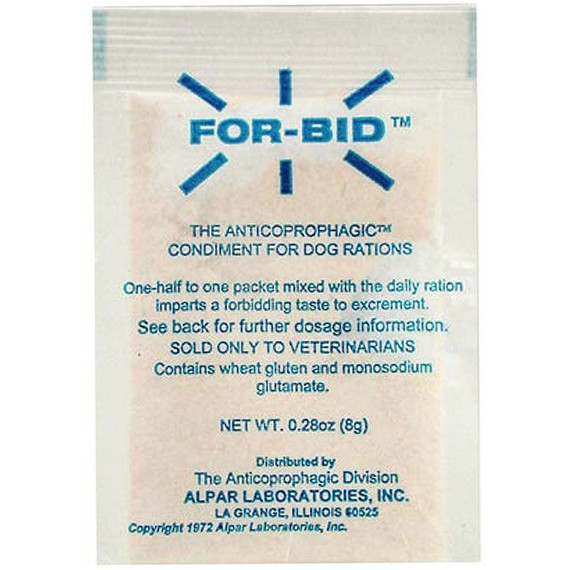 FOR-BID™
THE ANTICOPROPHAGIC™
CONDIMENT FOR DOG RATIONS
One-half to one packet mixed with the daily ration
imparts a forbidding taste to excrement.
See back for further dosage information.
SOLD ONLY TO VETERINARIANS
Contains wheat gluten and monosodium
glutamate.
NET WT. 0.28oz (8g)
Distributed by
The Anticoprophagic Division
ALPAR LABORATORIES, INC.
LA GRANGE, ILLINOIS 60525
Copyright 1972 Alpar Laboratories, Inc.